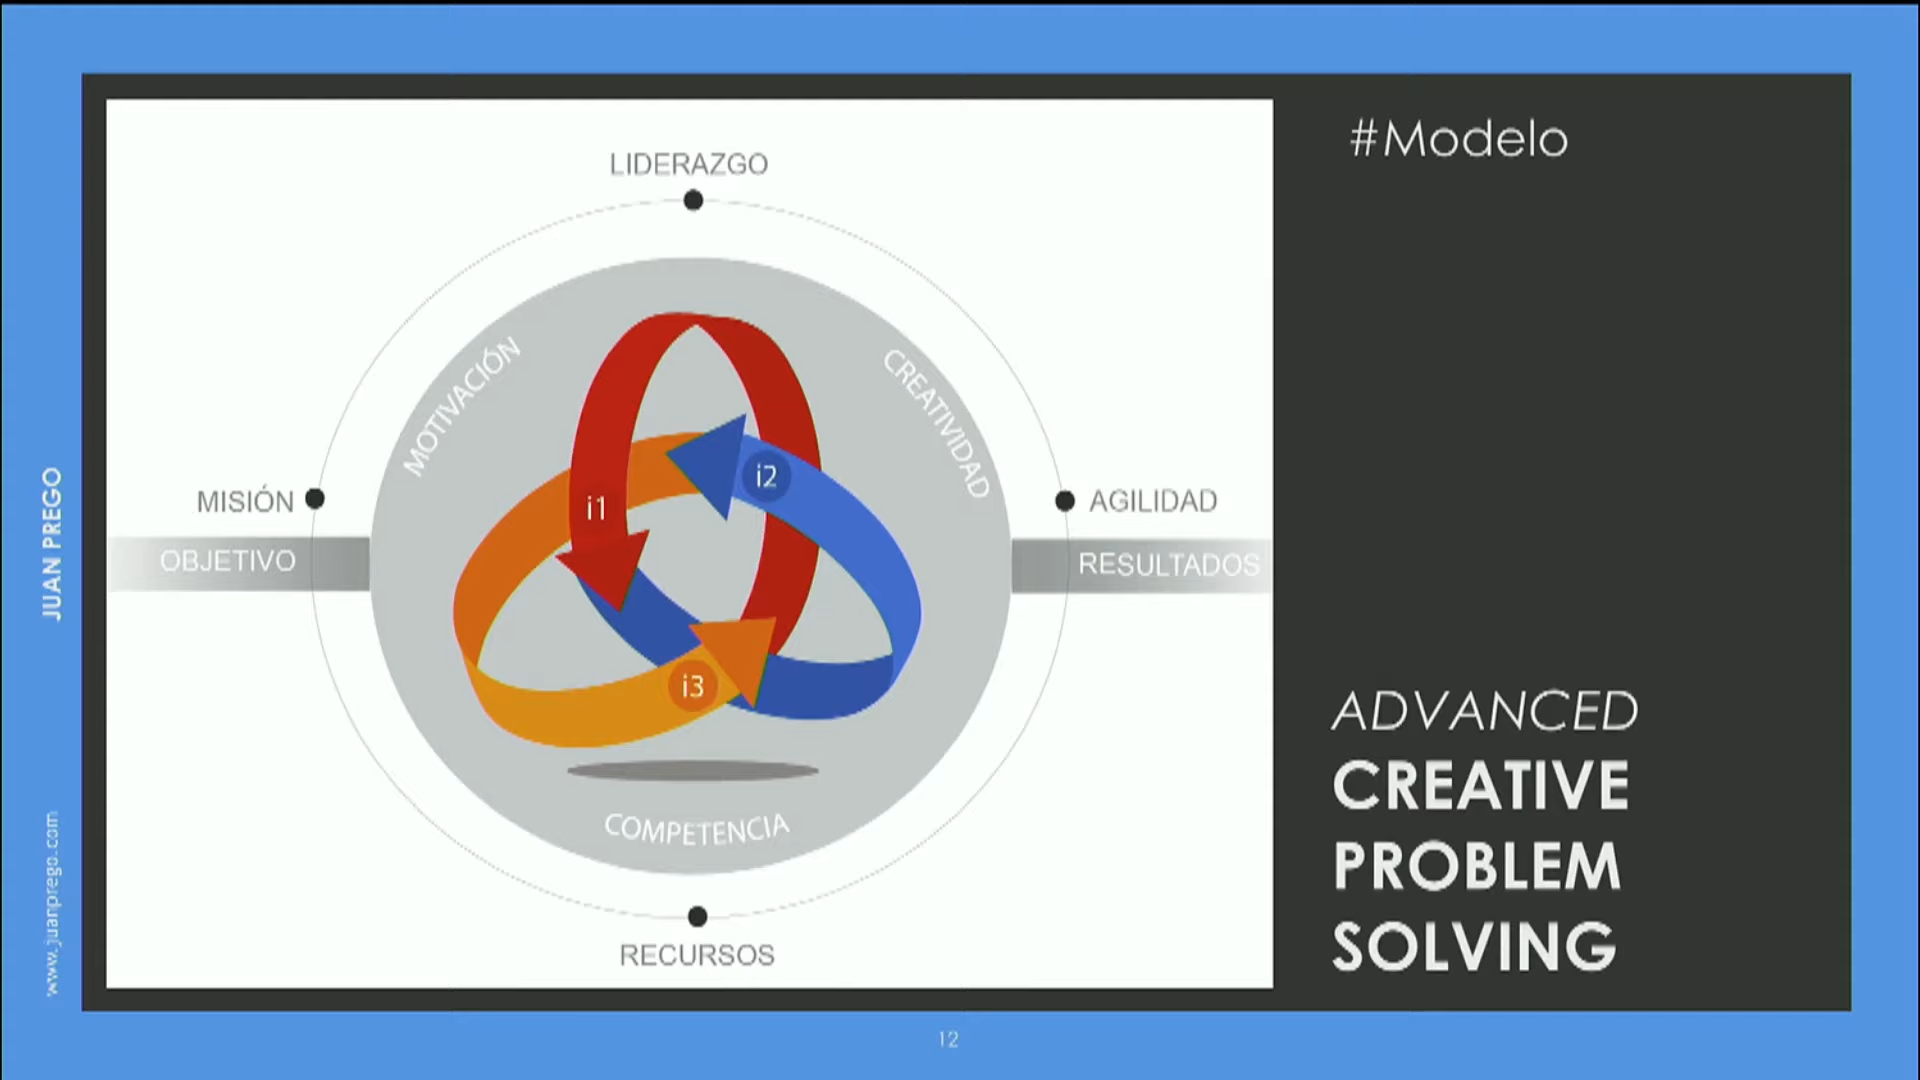 #Modelo
LIDERAZGO
MOTIVACIÓN
CREATIVIDAD
i2
i1
MISIÓN
AGILIDAD
OBJETIVO
RESULTADOS
i3
COMPETENCIA
RECURSOS
ADVANCED
CREATIVE
PROBLEM
SOLVING
JUAN PREGO
www.juanprego.com
12